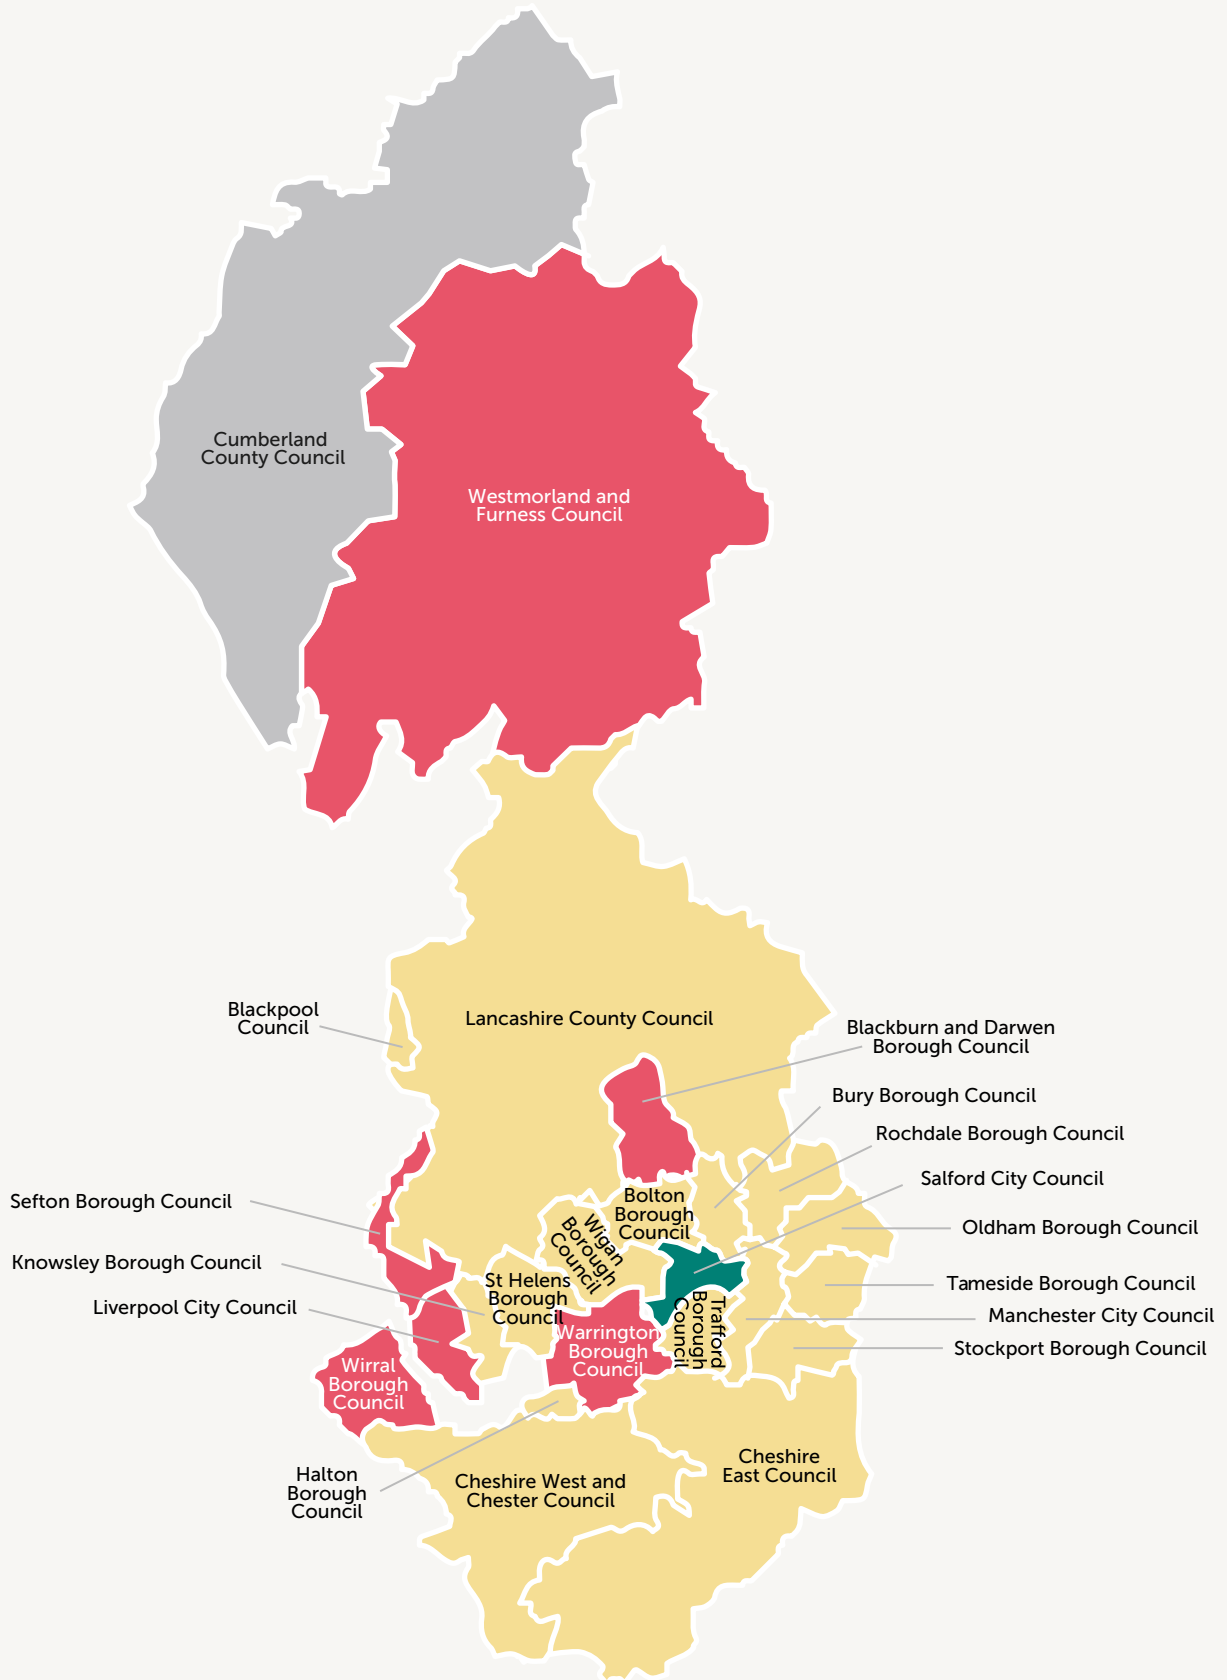 Cumberland
County Council
Westmorland and
Furness Council
Blackpool
Council
Lancashire County Council
Blackburn and Darwen
Borough Council
Bury Borough Council
Rochdale Borough Council
Salford City Council
Sefton Borough Council
Bolton
Borough
Council
Wigan
Borough
Council
Oldham Borough Council
Knowsley Borough Council
St Helens
Borough
Council
Tameside Borough Council
Liverpool City Council
Trafford
Borough
Council
Manchester City Council
Warrington
Borough
Council
Stockport Borough Council
Wirral
Borough
Council
Halton
Borough
Council
Cheshire West and
Chester Council
Cheshire
East Council